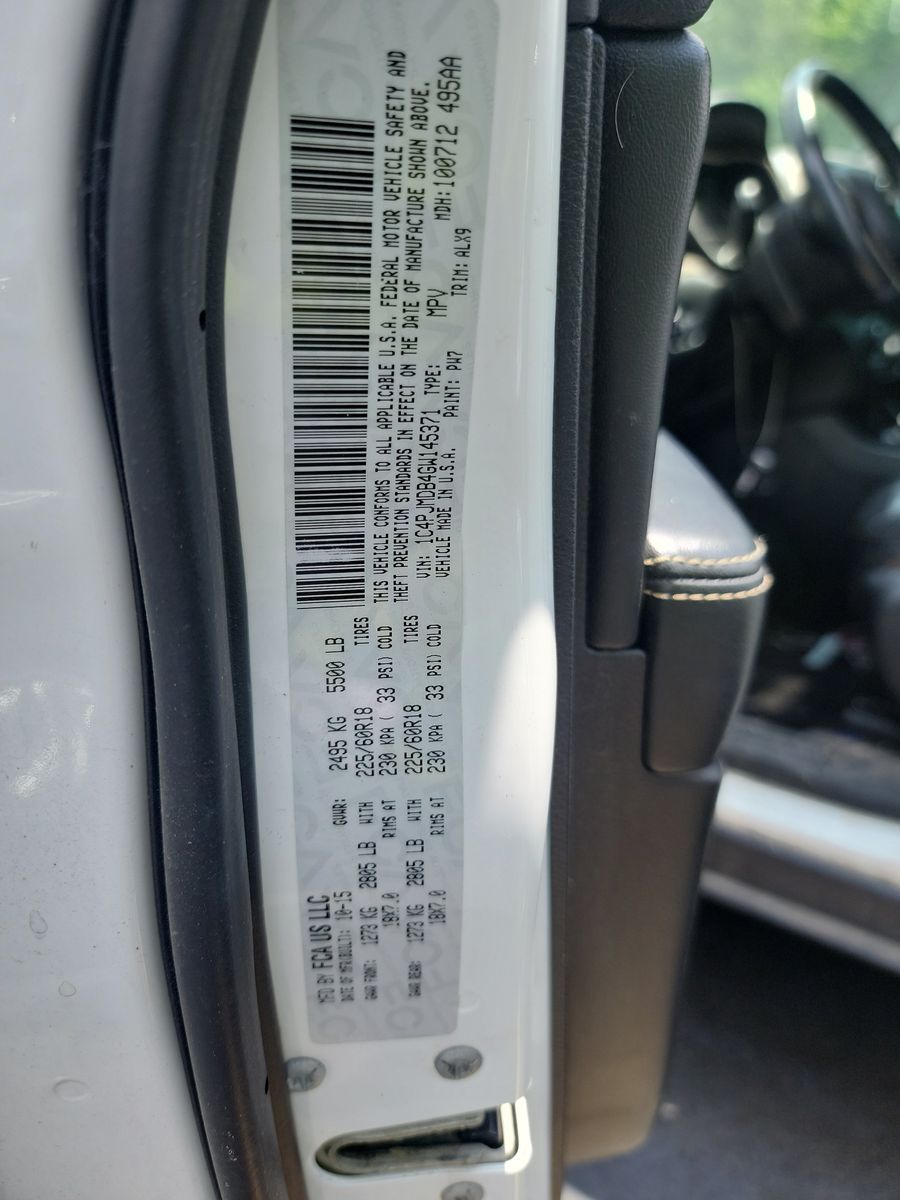 MFD BY FCA US LLC
DATE OF MFR(BUILT): 10-15 GVWR: 2495 KG 5500 LB
GAWR FRONT: 1273 KG 2805 LB WITH 225/60R18 TIRES
18X7.0 RIMS AT 230 KPA ( 33 PSI) COLD
GAWR REAR: 1273 KG 2805 LB WITH 225/60R18 TIRES
18X7.0 RIMS AT 230 KPA ( 33 PSI) COLD
THIS VEHICLE CONFORMS TO ALL APPLICABLE U.S.A. FEDERAL MOTOR VEHICLE SAFETY AND
THEFT PREVENTION STANDARDS IN EFFECT ON THE DATE OF MANUFACTURE SHOWN ABOVE.
VIN: 1C4PJMDB4GW145371 TYPE: MPV MDH:100712 495AA
VEHICLE MADE IN U.S.A. PAINT: PW7 TRIM: ALX9